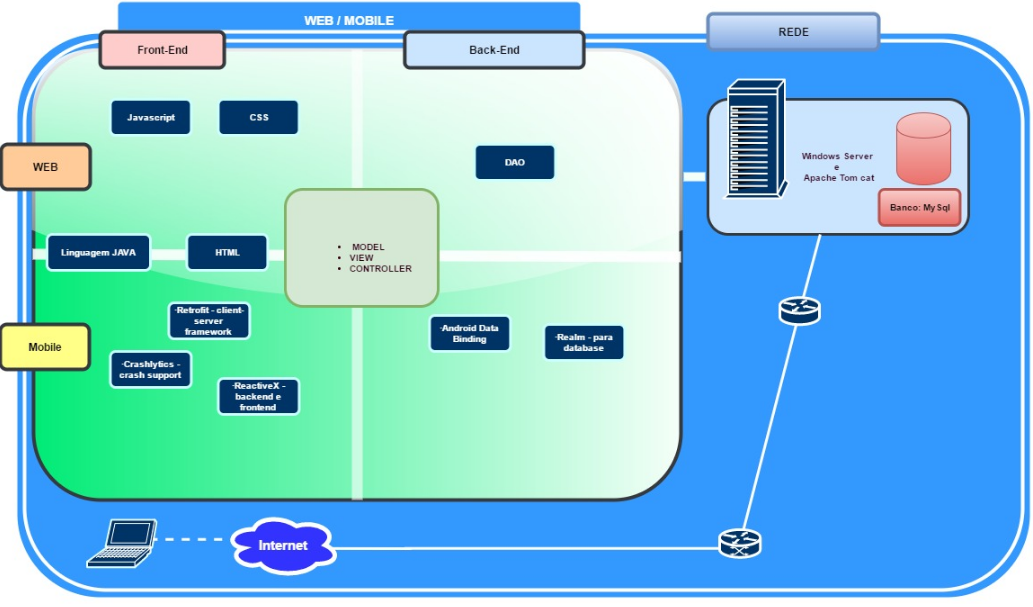 WEB / MOBILE
REDE
Front-End
Back-End
Javascript
CSS
WEB
DAO
Windows Server
e
Apache Tom cat
Banco: MySql
Linguagem JAVA
HTML
• MODEL
• VIEW
• CONTROLLER
·Retrofit - client-
server
framework
Mobile
·Crashlytics -
crash support
·ReactiveX -
backend e
frontend
·Android Data
Binding
·Realm - para
database
Internet